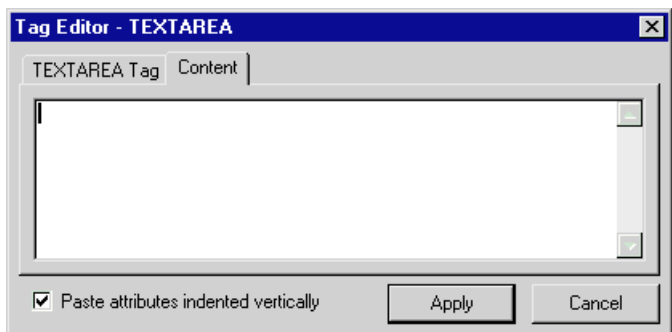 Tag Editor - TEXTAREA
TEXTAREA Tag Content
Paste attributes indented vertically Apply Cancel